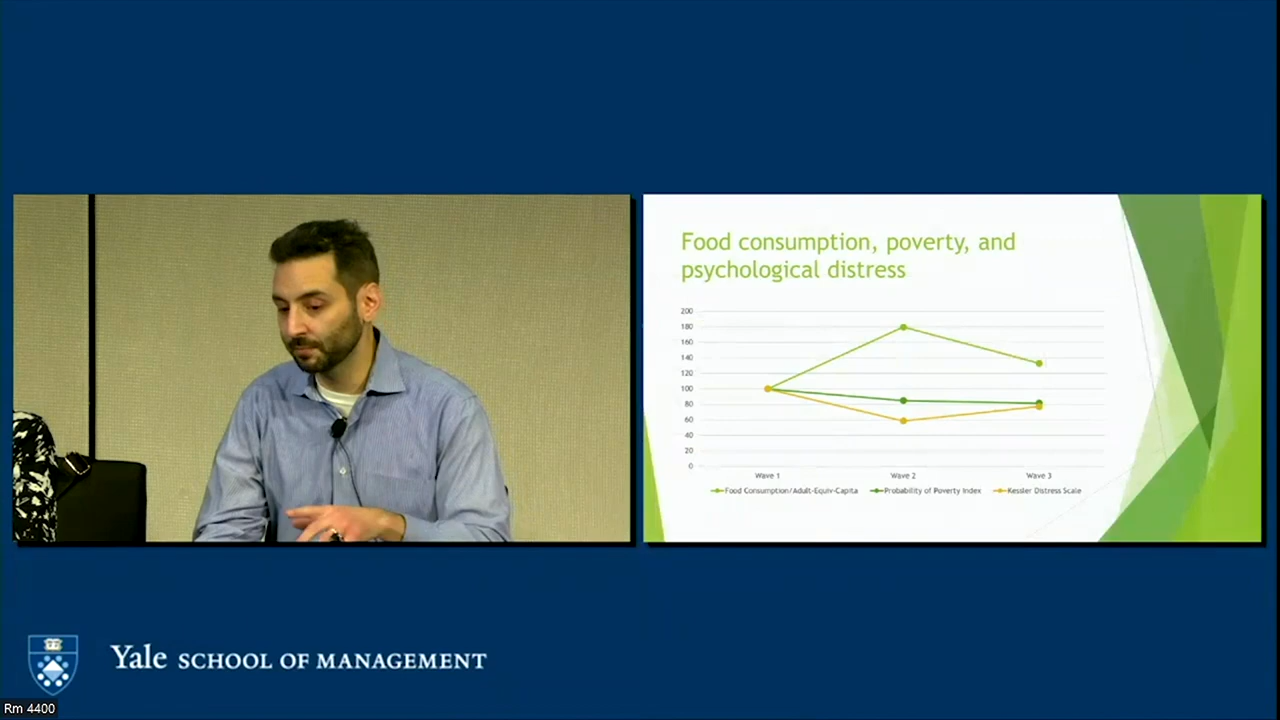 Food consumption, poverty, and
psychological distress
200
180
160
140
120
100
80
60
40
20
0
Wave 1 Wave 2 Wave 3
Food Consumption/Adult-Equiv-Capita Probability of Poverty Index Kessler Distress Scale
Yale SCHOOL OF MANAGEMENT
Rm 4400